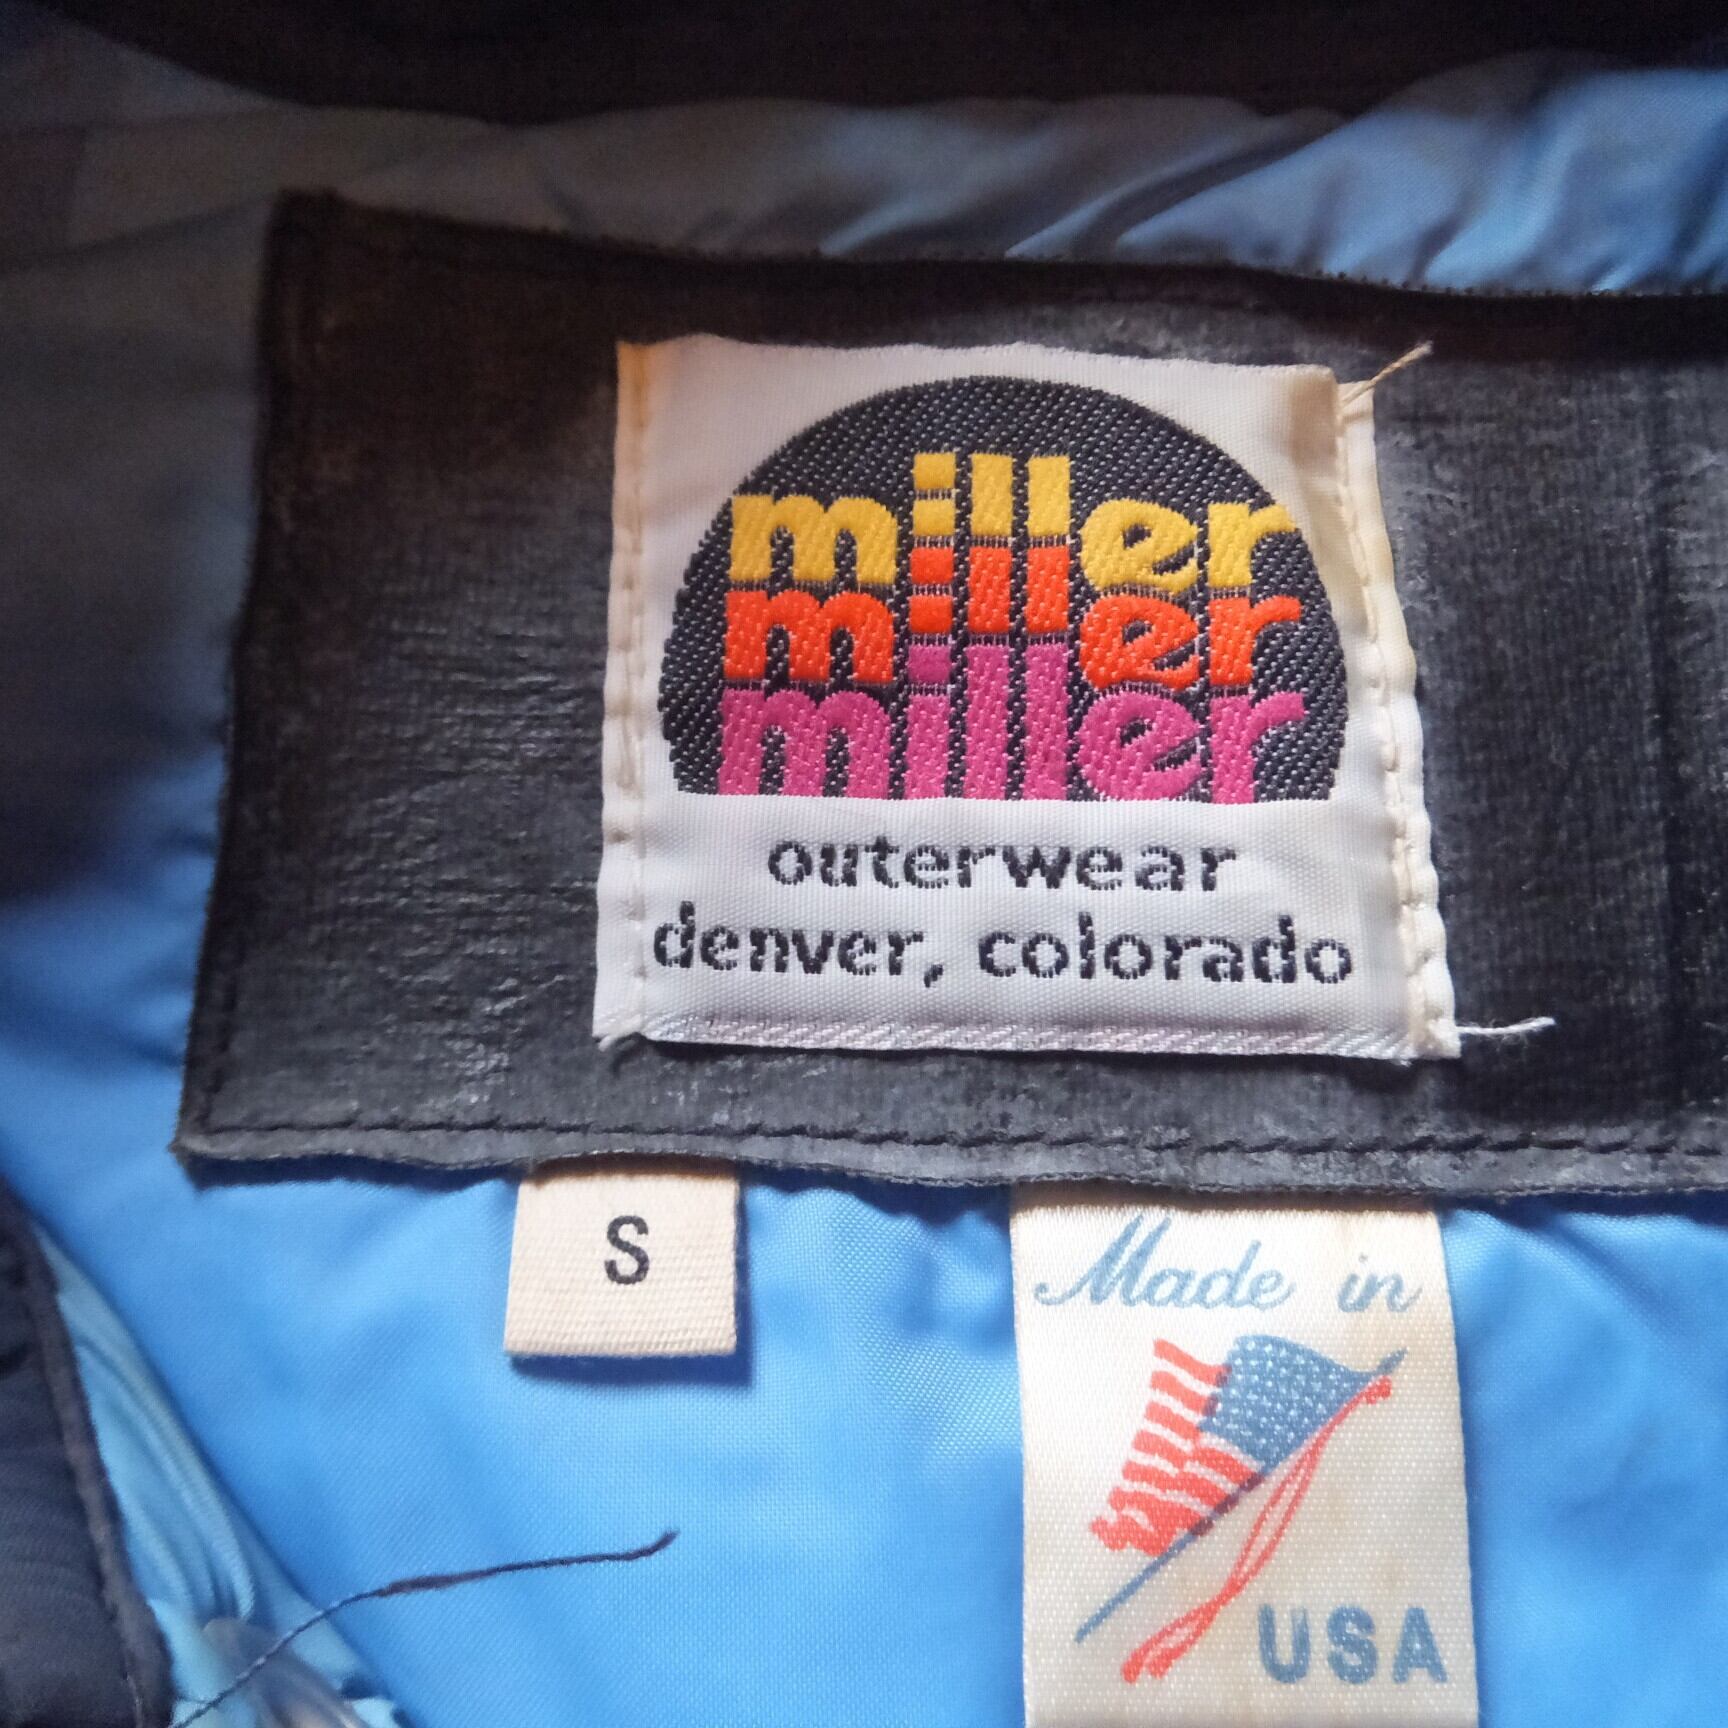 miller
miller
miller
outerwear
denver, colorado
S
Made in
USA